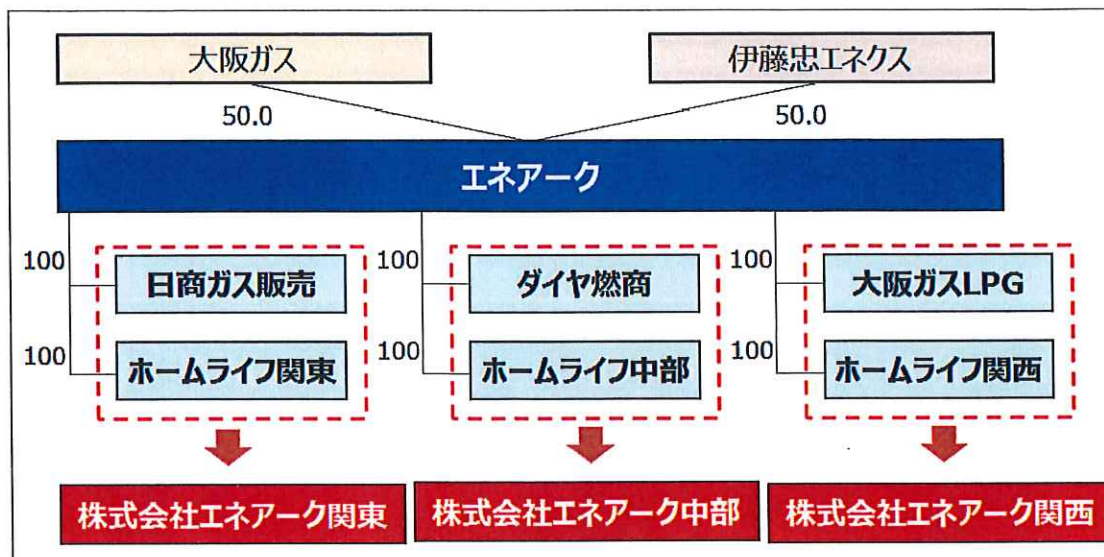 大阪ガス
伊藤忠エネクス
50.0
50.0
エネアーク
100
日商ガス販売
100
ダイヤ燃商
100
大阪ガスLPG
100
ホームライフ関東
100
ホームライフ中部
100
ホームライフ関西
株式会社エネアーク関東
株式会社エネアーク中部
株式会社エネアーク関西